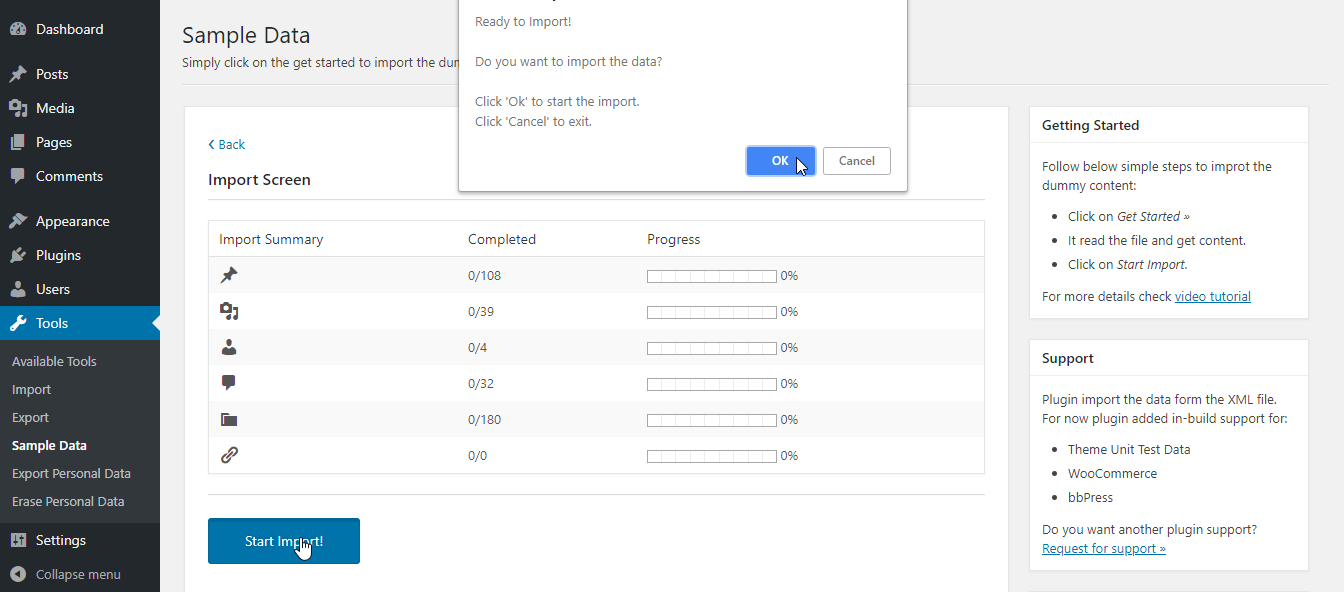 Dashboard
Posts
Media
Pages
Comments
Appearance
Plugins
Users
Tools
Available Tools
Import
Export
Sample Data
Export Personal Data
Erase Personal Data
Settings
Collapse menu
Sample Data
Simply click on the get started to import the
Ready to Import!
Do you want to import the data?
Click 'Ok' to start the import.
Click 'Cancel' to exit.
OK
Cancel
Back
Import Screen
Import Summary Completed Progress
0/108 0%
0/39 0%
0/4 0%
0/32 0%
0/180 0%
0/0 0%
Start Import!
Getting Started
Follow below simple steps to improt the
dummy content:
• Click on Get Started »
• It read the file and get content.
• Click on Start Import.
For more details check video tutorial
Support
Plugin import the data form the XML file.
For now plugin added in-build support for:
• Theme Unit Test Data
• WooCommerce
• bbPress
Do you want another plugin support?
Request for support »